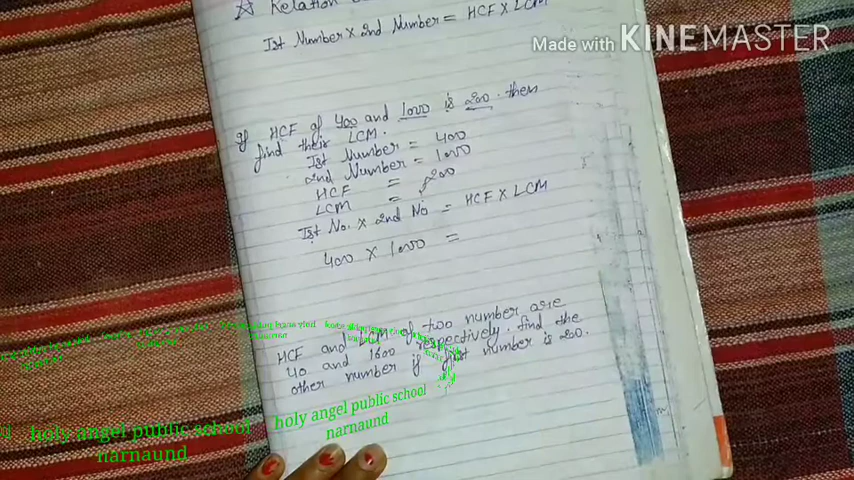 Relation
Ist Number x 2nd Number = HCF X LCM
Made with KINEMASTER
If HCF of 400 and 1000 is 200. then
find their LCM.
Ist Number = 400
2nd Number = 1000
HCF = 200
LCM = ?
Ist No. x 2nd No = HCF X LCM
400 X 1000 =
HCF and LCM of two number are
40 and 1600 respectively. find the
other number if first number is 200.
holy angel public school
narnaund
holy angel public school
narnaund